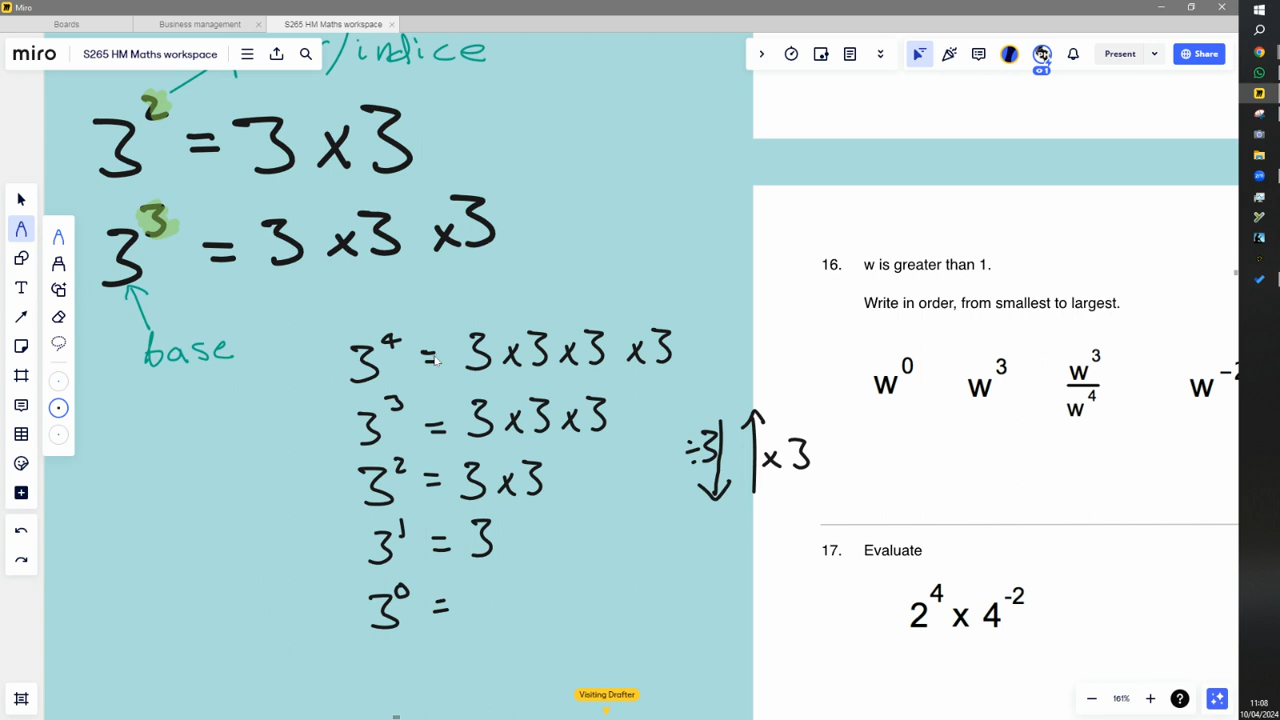 Miro
Boards
Business management
S265 HM Maths workspace
miro
S265 HM Maths workspace
Present
Share
/indice
3² = 3 x 3
3³ = 3 x 3 x 3
base
3⁴ = 3 x 3 x 3 x 3
3³ = 3 x 3 x 3
3² = 3 x 3
3¹ = 3
3⁰ =
÷3
x 3
16. w is greater than 1.
Write in order, from smallest to largest.
w⁰ w³ w³/w⁴ w⁻²
17. Evaluate
2⁴ x 4⁻²
Visiting Drafter
161%
11:08
10/04/2024